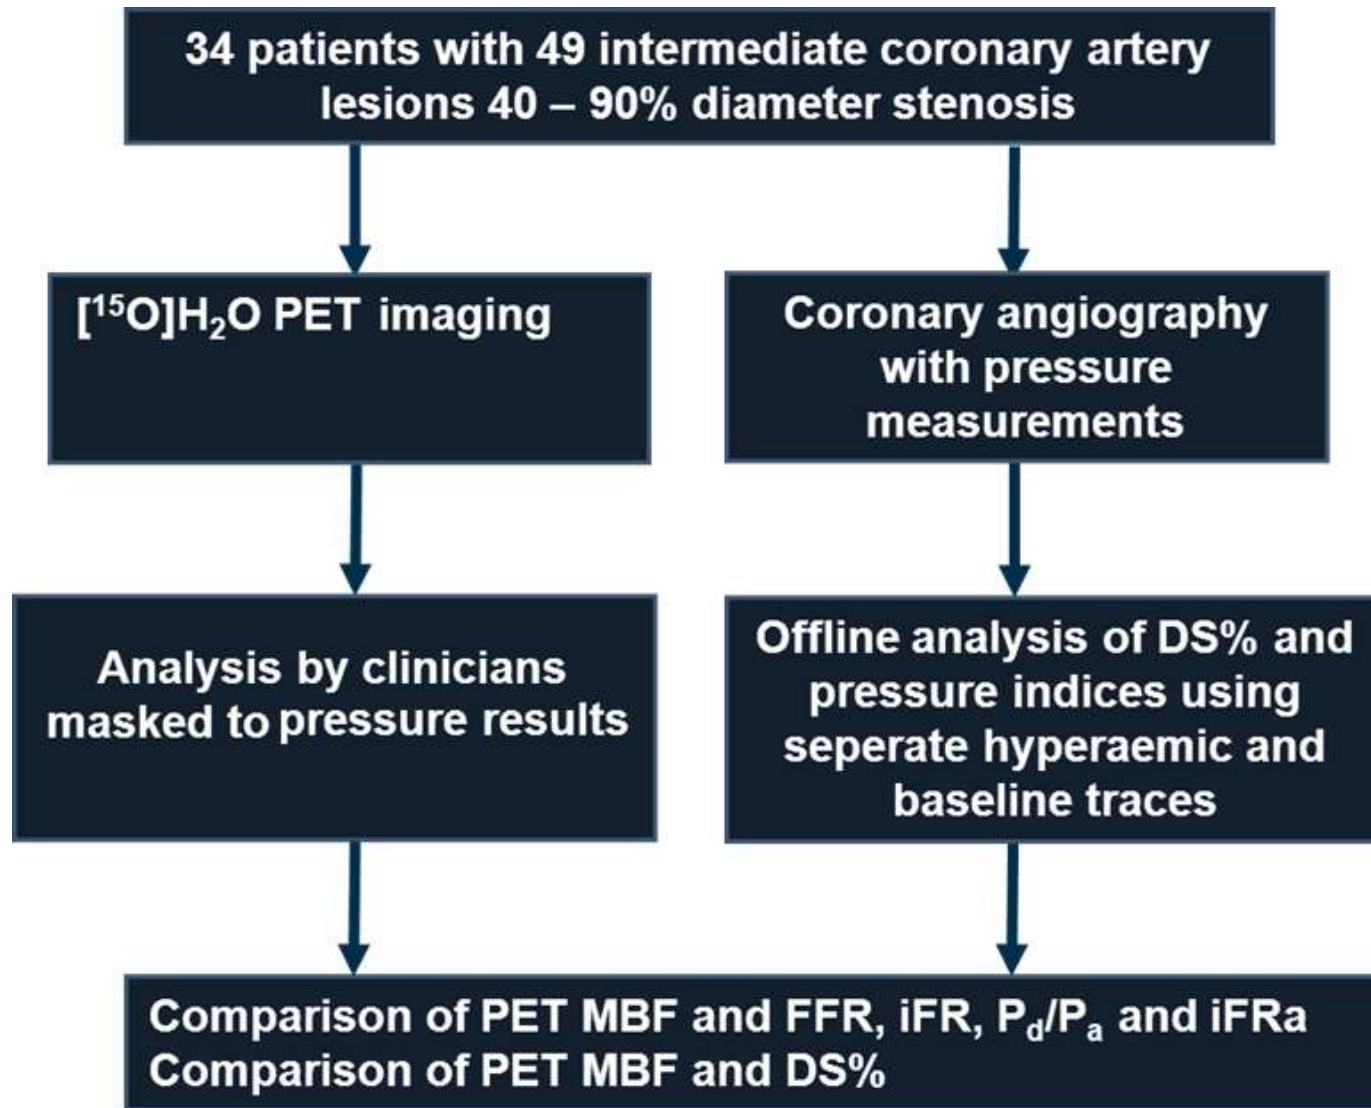 34 patients with 49 intermediate coronary artery
lesions 40 – 90% diameter stenosis
[¹⁵O]H₂O PET imaging
Coronary angiography
with pressure
measurements
Analysis by clinicians
masked to pressure results
Offline analysis of DS% and
pressure indices using
seperate hyperaemic and
baseline traces
Comparison of PET MBF and FFR, iFR, P_d/P_a and iFRa
Comparison of PET MBF and DS%